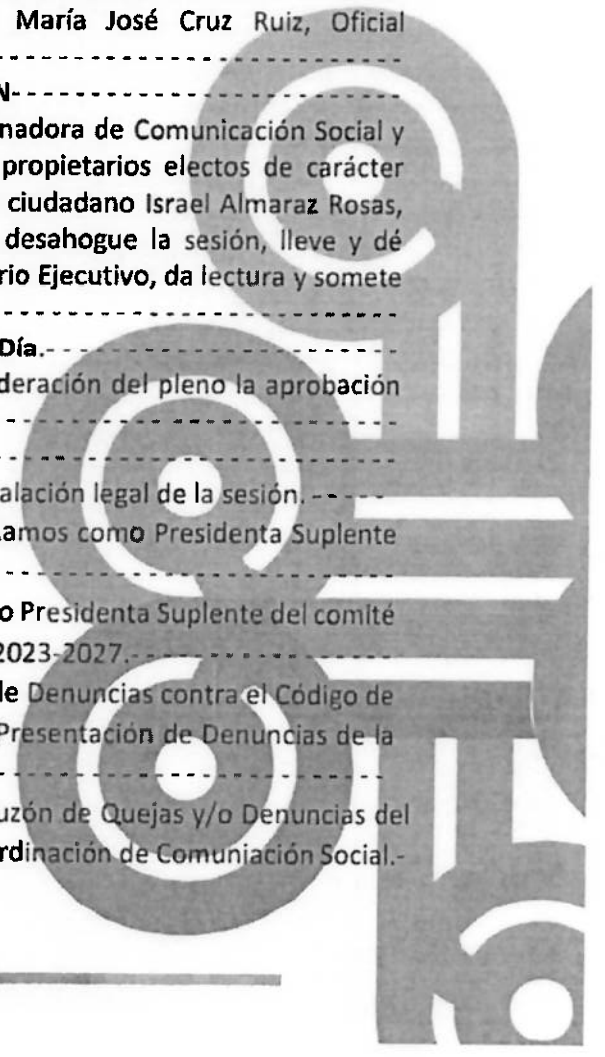 María José Cruz Ruiz, Oficial
- - - - - - - - - - - - - - - - - - - - - - - - - - - - - - -
N- - - - - - - - - - - - - - - - - - - - - -
nadora de Comunicación Social y
propietarios electos de carácter
ciudadano Israel Almaraz Rosas,
desahogue la sesión, lleve y dé
rio Ejecutivo, da lectura y somete
- - - - - - - - - - - - - - - - - - - - - - - - - - - - - - -
Día.- - - - - - - - - - - - - - - - - - - -
deración del pleno la aprobación
- - - - - - - - - - - - - - - - - - - - - - - - - - - - - - -
- - - - - - - - - - - - - - - - - - - - - - - - - - - - - - -
alación legal de la sesión. - - - - -
amos como Presidenta Suplente
- - - - - - - - - - - - - - - - - - - - - - - - - - - - - - -
o Presidenta Suplente del comité
2023-2027.- - - - - - - - - - - - - - - -
de Denuncias contra el Código de
Presentación de Denuncias de la
- - - - - - - - - - - - - - - - - - - - - - - - - - - - - - -
uzón de Quejas y/o Denuncias del
rdinación de Comuniación Social.-